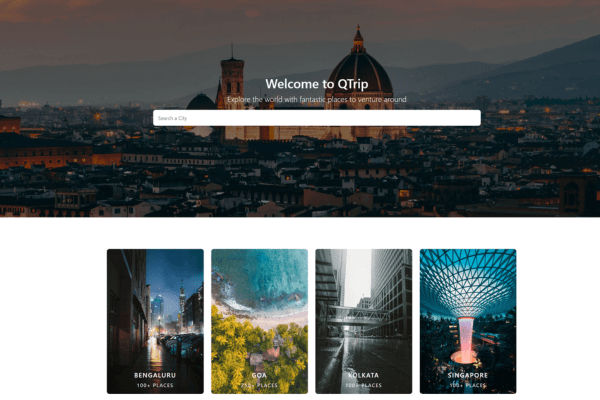 Welcome to QTrip
Explore the world with fantastic places to venture around
Search a City
BENGALURU
100+ PLACES
GOA
PLACES
KOLKATA
100+ PLACES
SINGAPORE
100+ PLACES